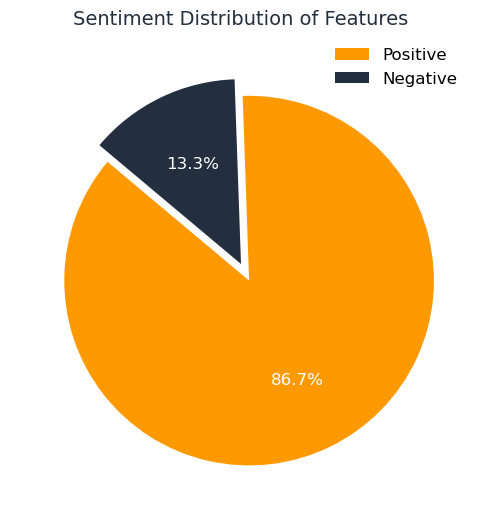 Sentiment Distribution of Features
Positive
Negative
13.3%
86.7%